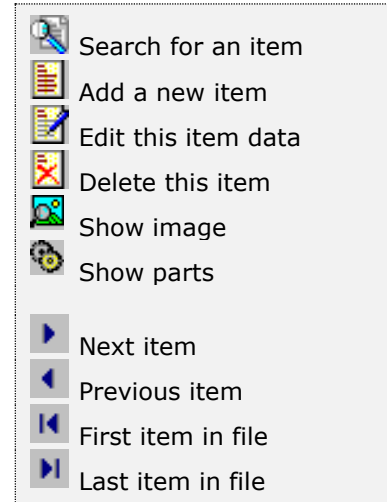 Search for an item
Add a new item
Edit this item data
Delete this item
Show image
Show parts
Next item
Previous item
First item in file
Last item in file